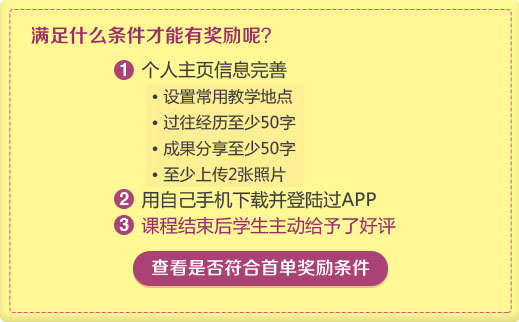 满足什么条件才能有奖励呢?
1 个人主页信息完善
• 设置常用教学地点
• 过往经历至少50字
• 成果分享至少50字
• 至少上传2张照片
2 用自己手机下载并登陆过APP
3 课程结束后学生主动给予了好评
查看是否符合首单奖励条件